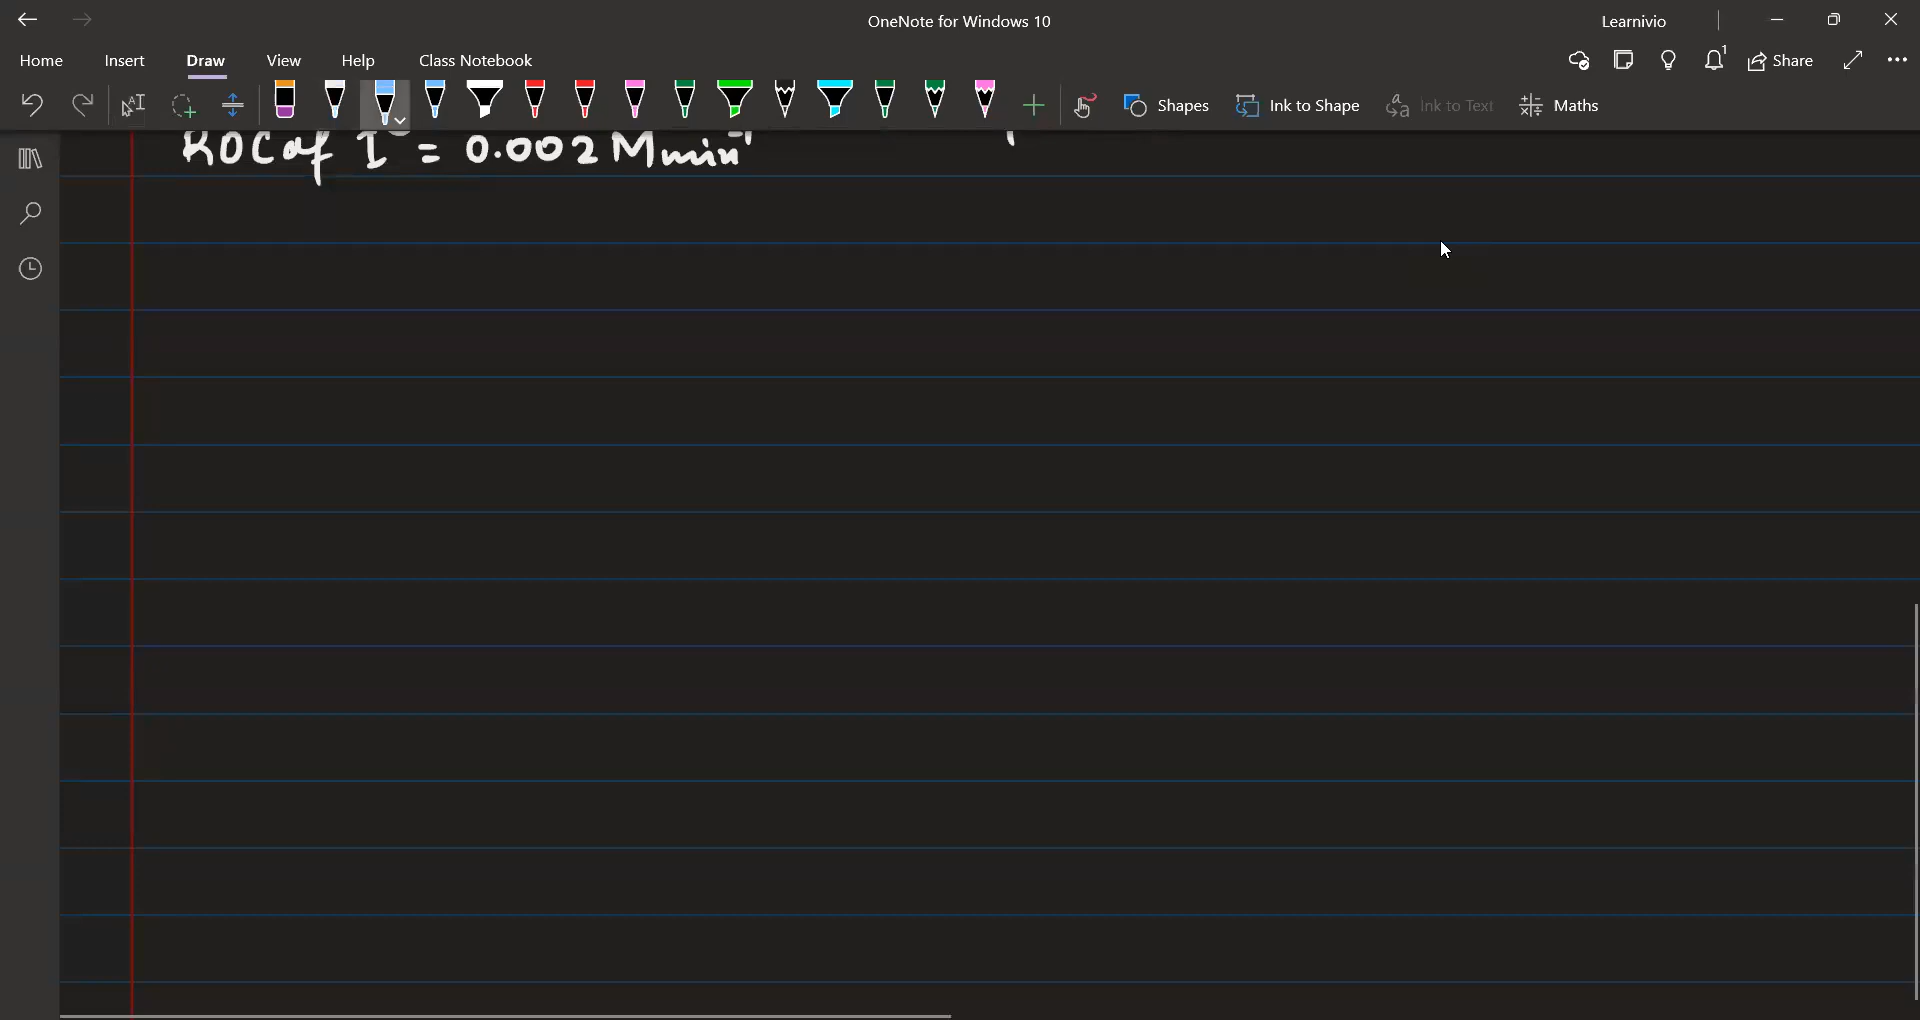 OneNote for Windows 10
Learnivio
Home Insert Draw View Help Class Notebook
1
Share
Shapes
Ink to Shape
Ink to Text
Maths
ROC of I⁻ = 0.002 M min⁻¹